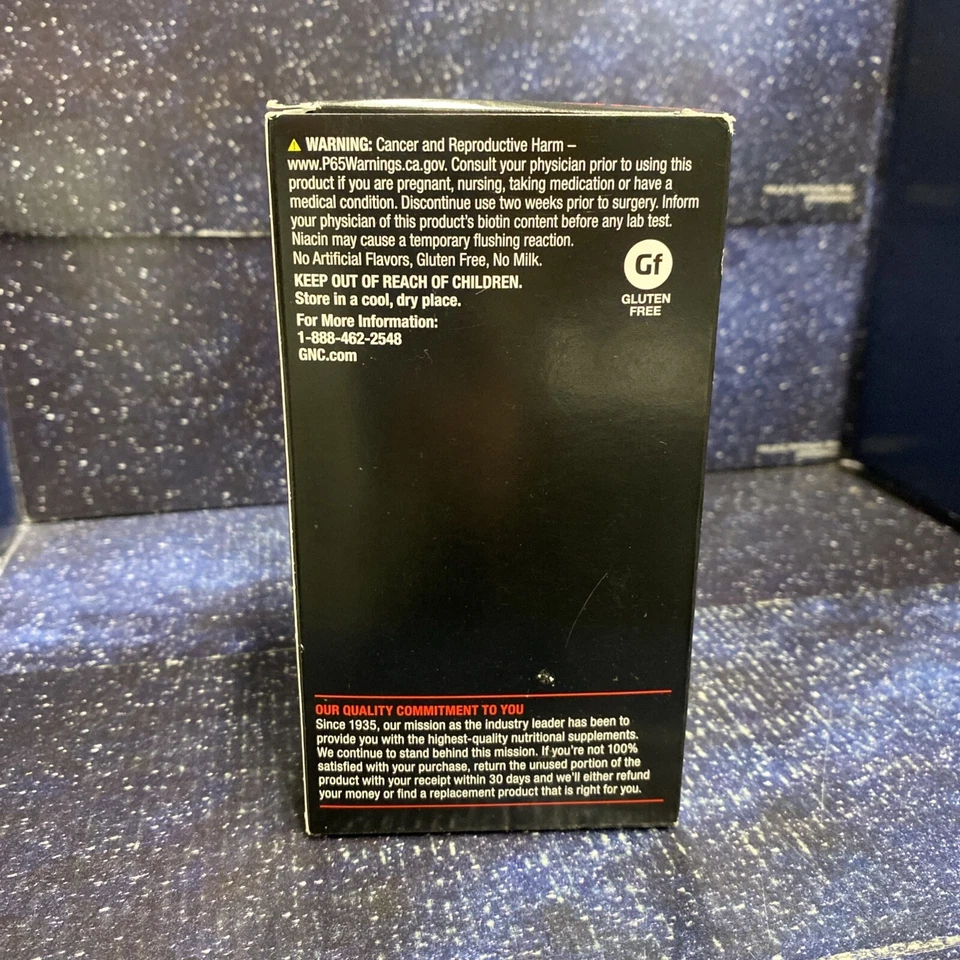 ⚠ WARNING: Cancer and Reproductive Harm –
www.P65Warnings.ca.gov. Consult your physician prior to using this
product if you are pregnant, nursing, taking medication or have a
medical condition. Discontinue use two weeks prior to surgery. Inform
your physician of this product's biotin content before any lab test.
Niacin may cause a temporary flushing reaction.
No Artificial Flavors, Gluten Free, No Milk.
Gf
GLUTEN
FREE
KEEP OUT OF REACH OF CHILDREN.
Store in a cool, dry place.
For More Information:
1-888-462-2548
GNC.com
OUR QUALITY COMMITMENT TO YOU
Since 1935, our mission as the industry leader has been to
provide you with the highest-quality nutritional supplements.
We continue to stand behind this mission. If you're not 100%
satisfied with your purchase, return the unused portion of the
product with your receipt within 30 days and we'll either refund
your money or find a replacement product that is right for you.